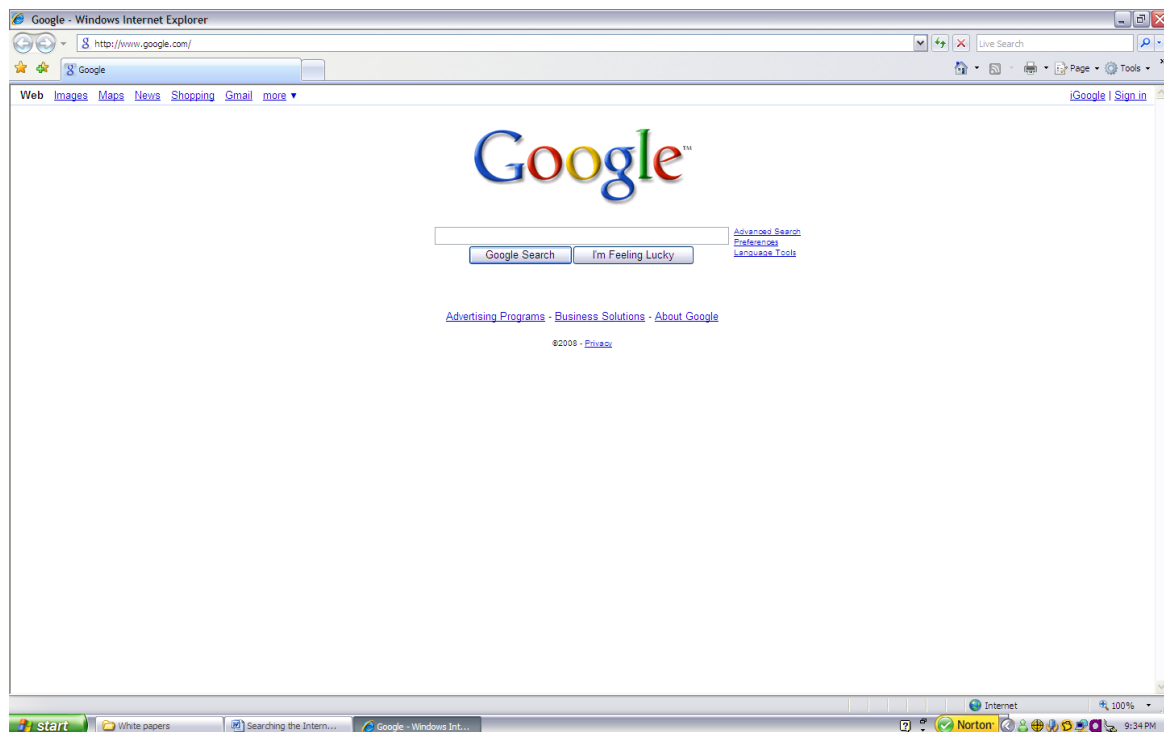 Google - Windows Internet Explorer
http://www.google.com/ Live Search
Google Page Tools
Web Images Maps News Shopping Gmail more iGoogle | Sign in
Google™
Advanced Search
Preferences
Language Tools
Google Search I'm Feeling Lucky
Advertising Programs - Business Solutions - About Google
©2008 - Privacy
Internet 100%
start White papers Searching the Intern... Google - Windows Int... Norton 9:34 PM